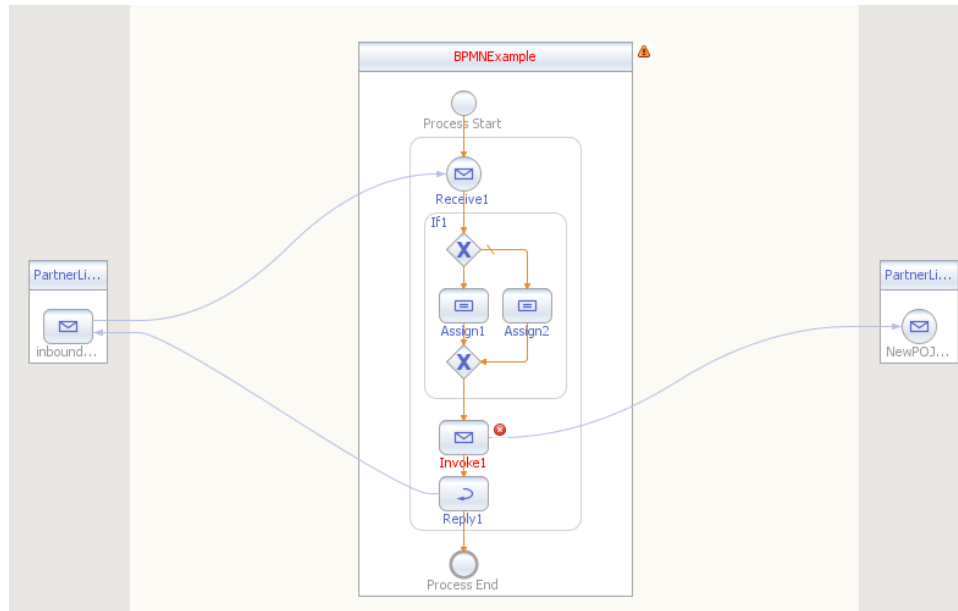 BPMNExample
Process Start
Receive1
If1
PartnerLi...
PartnerLi...
Assign1
Assign2
inbound...
NewPOJ...
Invoke1
Reply1
Process End